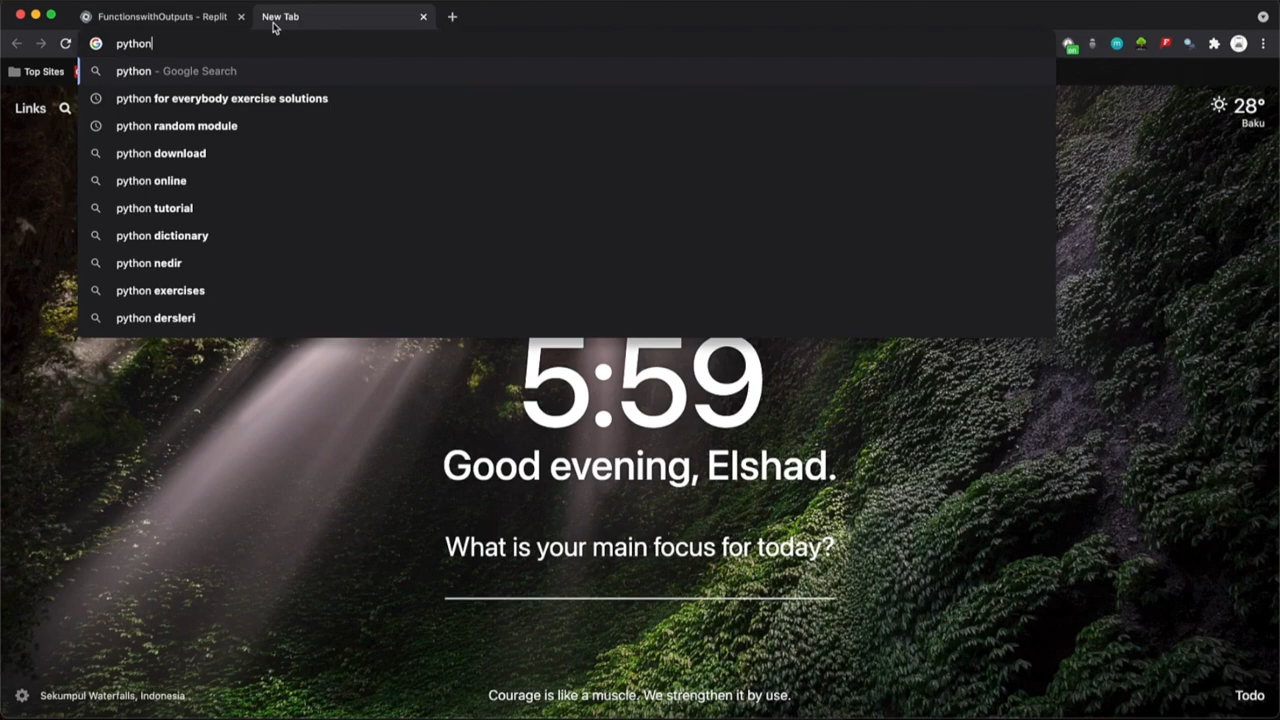 FunctionswithOutputs - Replit
New Tab
python
Top Sites
python - Google Search
python for everybody exercise solutions
python random module
python download
python online
python tutorial
python dictionary
python nedir
python exercises
python dersleri
Links
28°
Baku
5:59
Good evening, Elshad.
What is your main focus for today?
Sekumpul Waterfalls, Indonesia
Courage is like a muscle. We strengthen it by use.
Todo